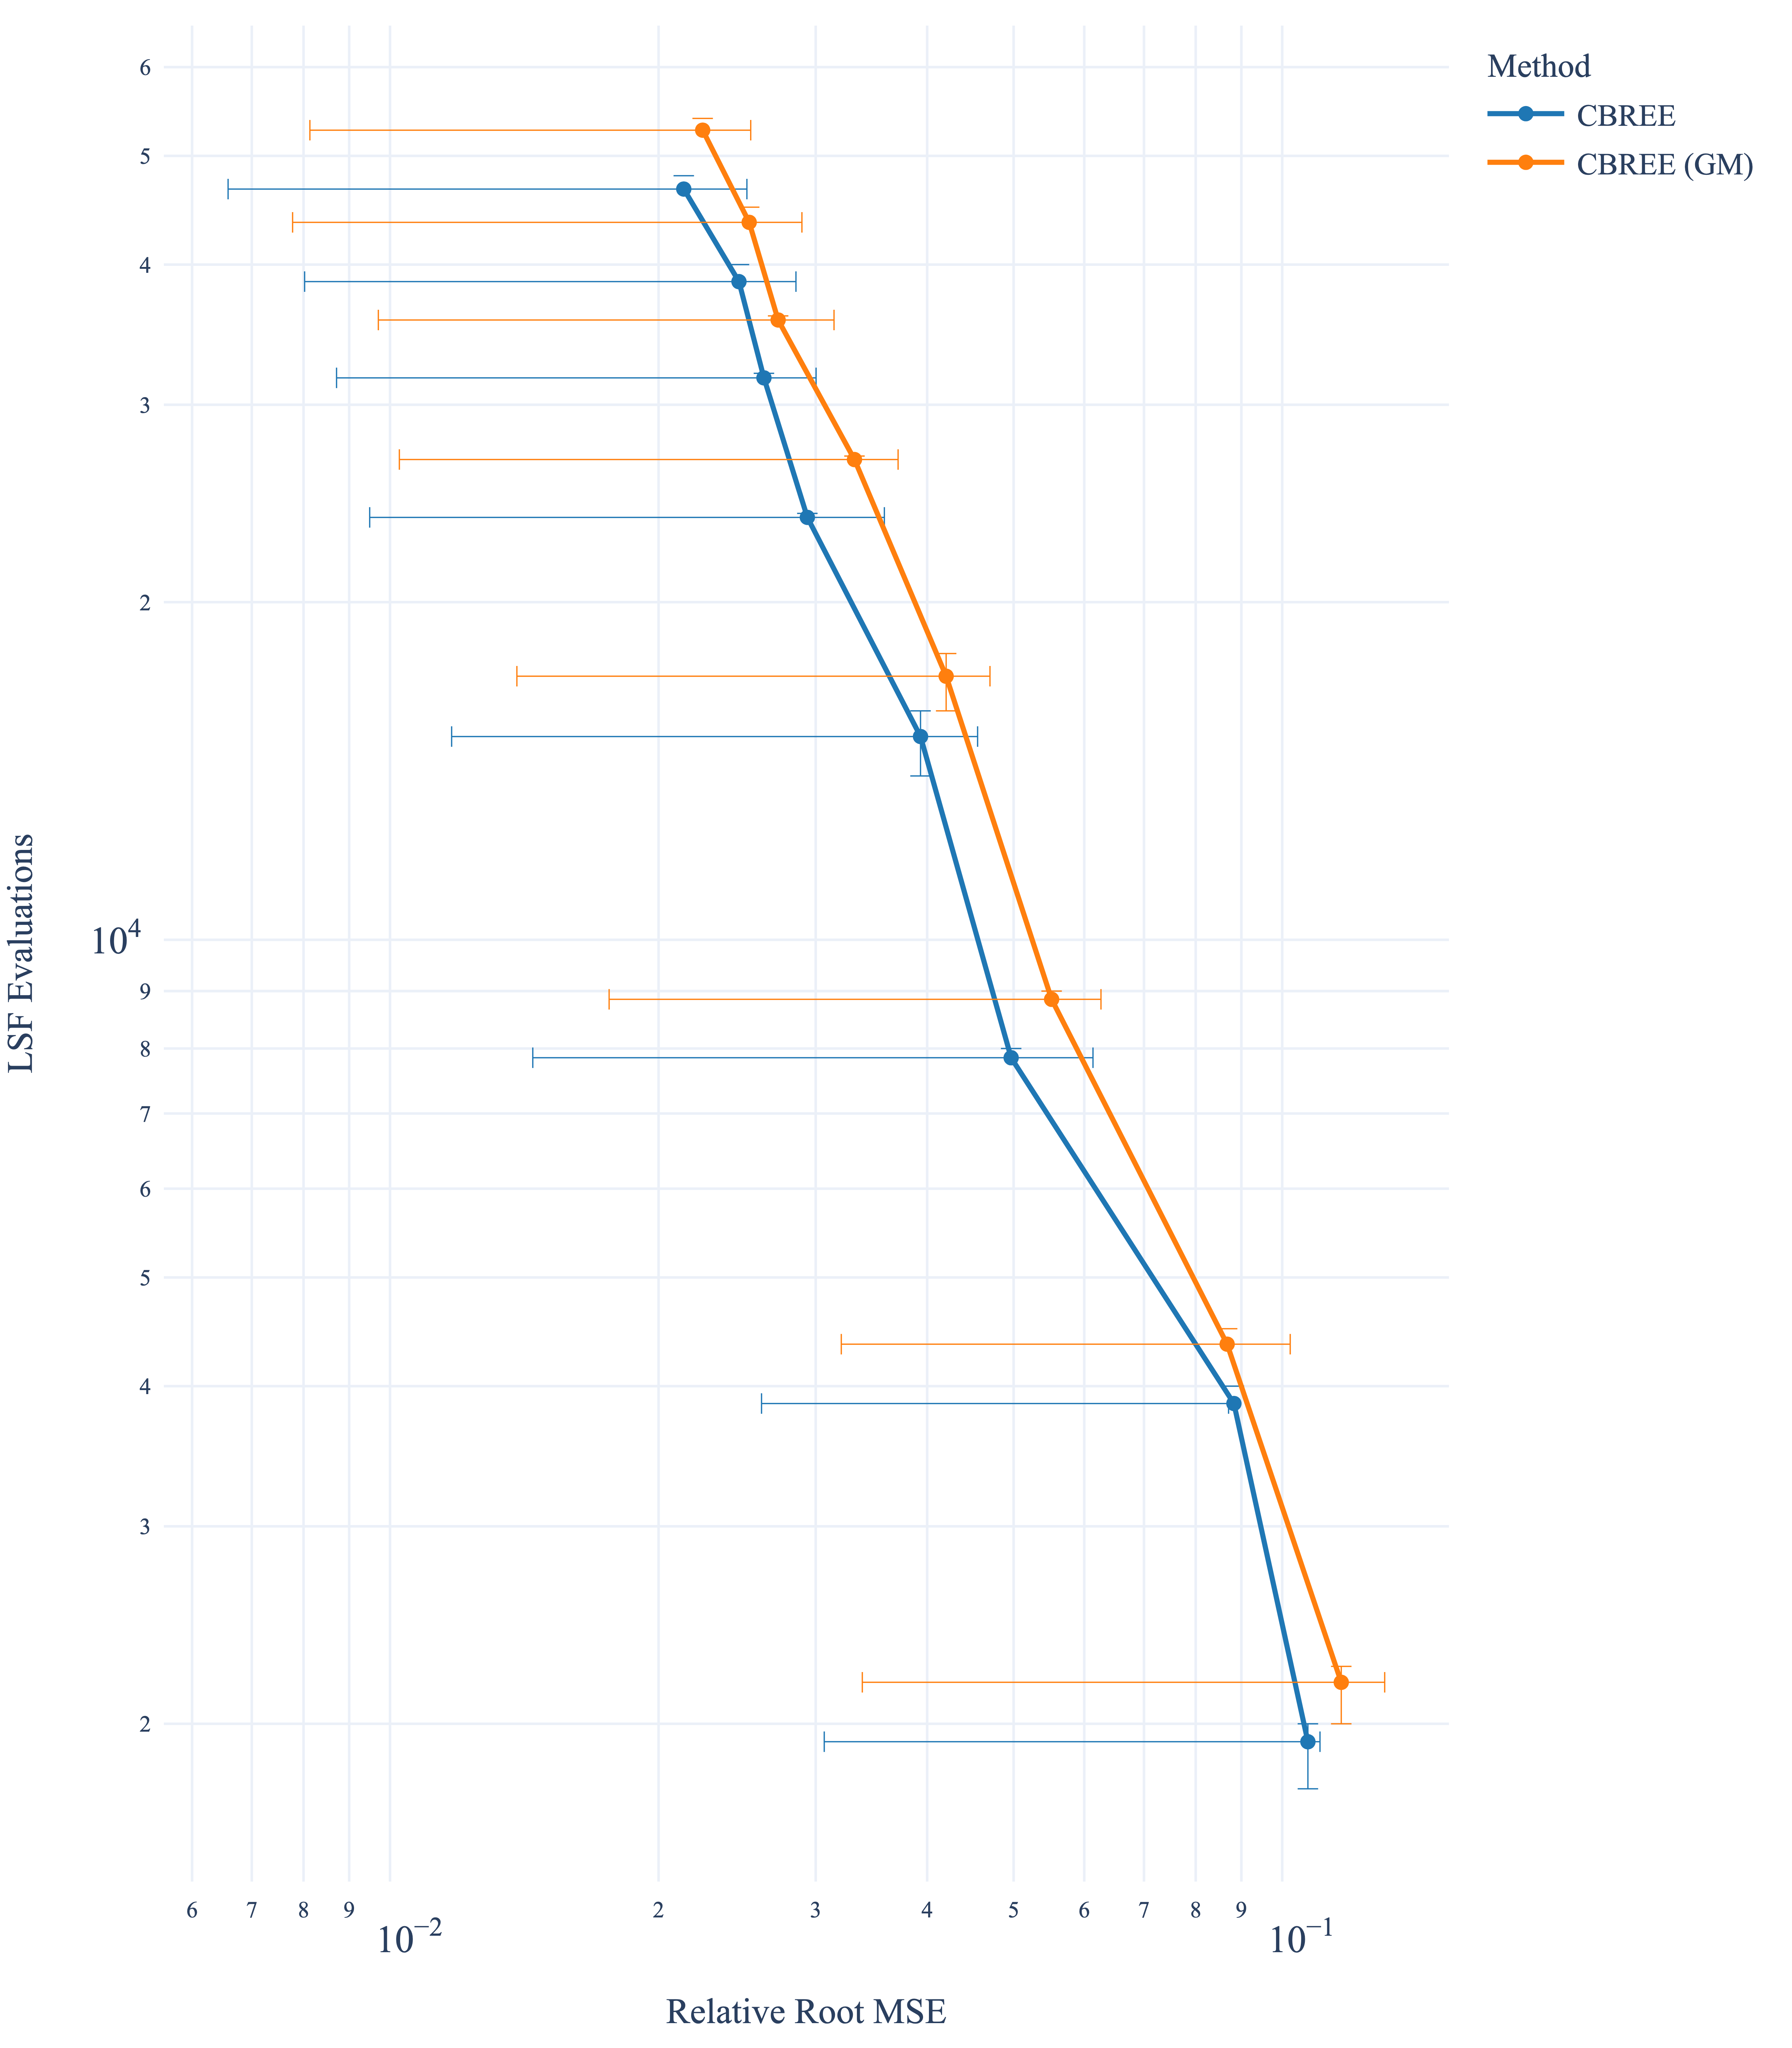 Method
CBREE
CBREE (GM)
6
5
4
3
2
10⁴
9
8
7
6
5
4
3
2
LSF Evaluations
6 7 8 9 2 3 4 5 6 7 8 9
10⁻² 10⁻¹
Relative Root MSE